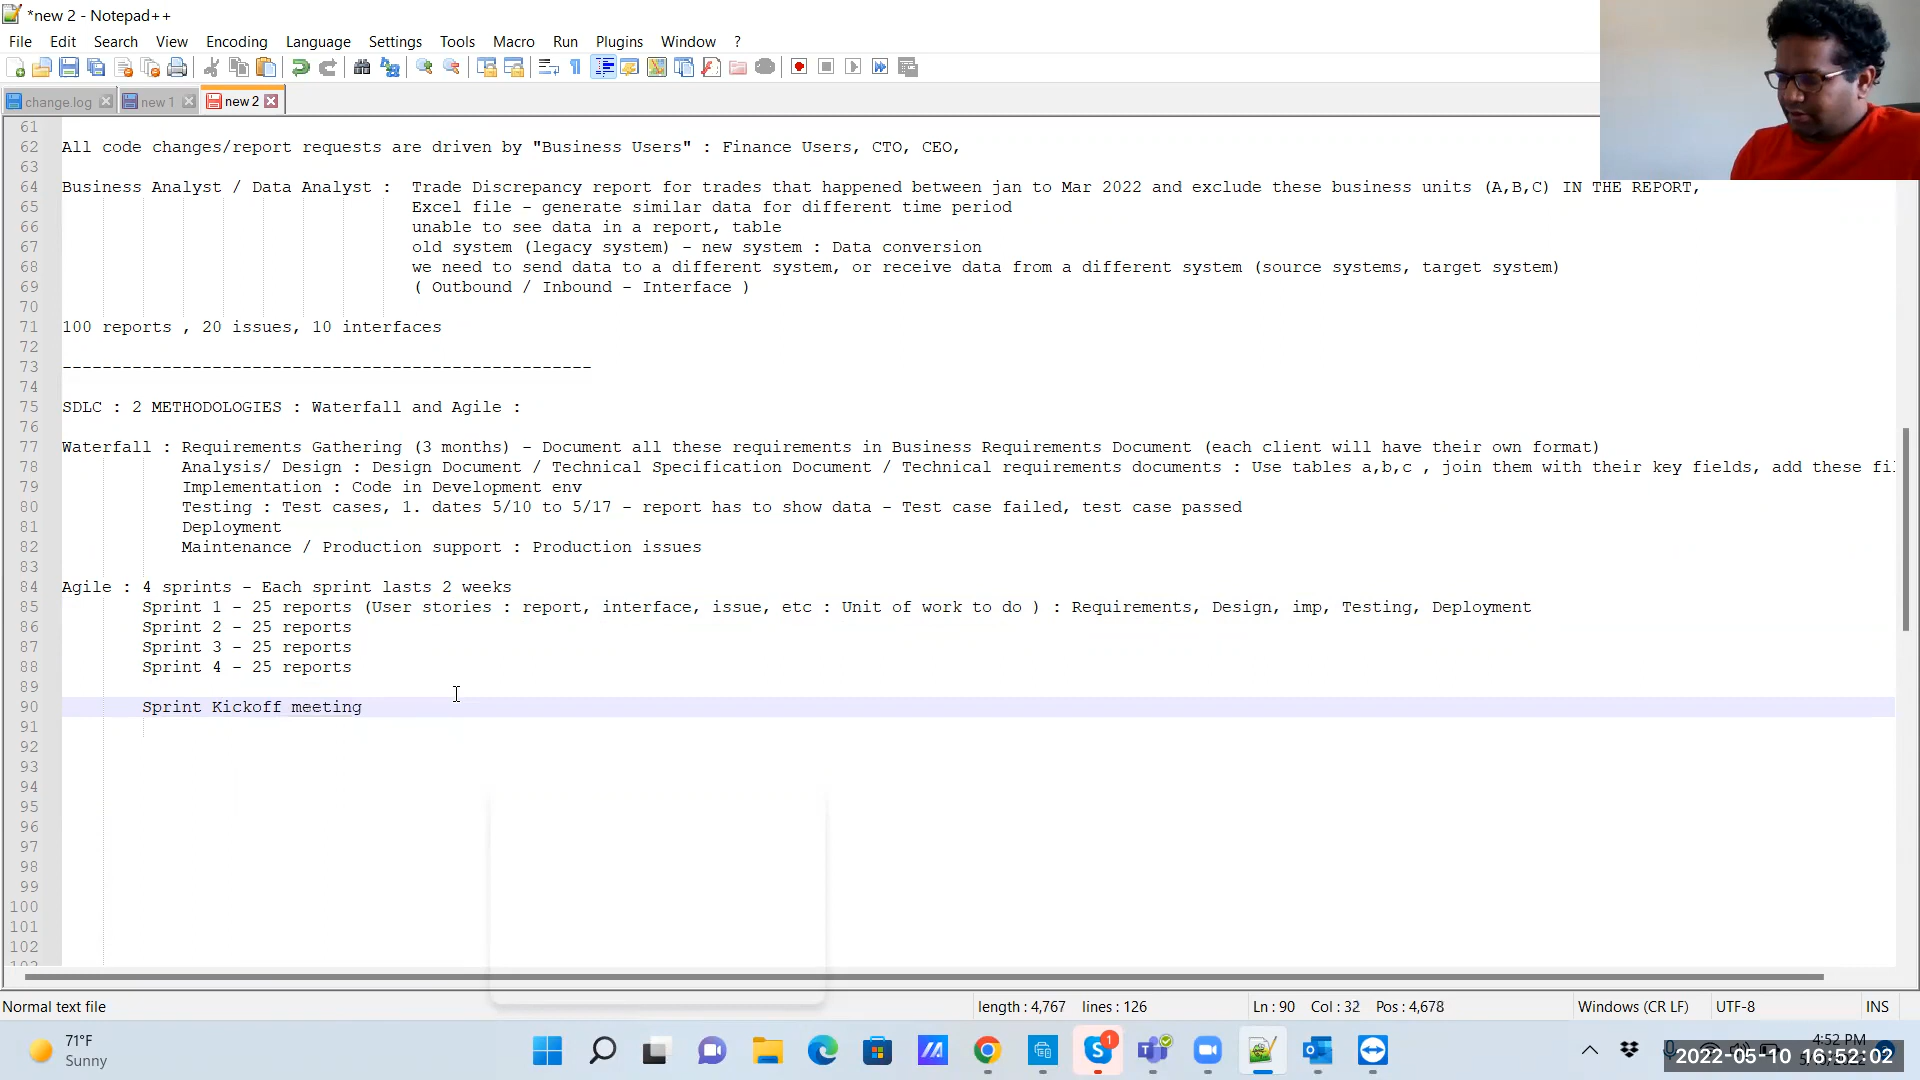 *new 2 - Notepad++
File Edit Search View Encoding Language Settings Tools Macro Run Plugins Window ?
change.log new 1 new 2
61
62 All code changes/report requests are driven by "Business Users" : Finance Users, CTO, CEO,
63
64 Business Analyst / Data Analyst : Trade Discrepancy report for trades that happened between jan to Mar 2022 and exclude these business units (A,B,C) IN THE REPORT,
65 Excel file - generate similar data for different time period
66 unable to see data in a report, table
67 old system (legacy system) - new system : Data conversion
68 we need to send data to a different system, or receive data from a different system (source systems, target system)
69 ( Outbound / Inbound - Interface )
70
71 100 reports , 20 issues, 10 interfaces
72
73 -----------------------------------------------------
74
75 SDLC : 2 METHODOLOGIES : Waterfall and Agile :
76
77 Waterfall : Requirements Gathering (3 months) - Document all these requirements in Business Requirements Document (each client will have their own format)
78 Analysis/ Design : Design Document / Technical Specification Document / Technical requirements documents : Use tables a,b,c , join them with their key fields, add these fi
79 Implementation : Code in Development env
80 Testing : Test cases, 1. dates 5/10 to 5/17 - report has to show data - Test case failed, test case passed
81 Deployment
82 Maintenance / Production support : Production issues
83
84 Agile : 4 sprints - Each sprint lasts 2 weeks
85 Sprint 1 - 25 reports (User stories : report, interface, issue, etc : Unit of work to do ) : Requirements, Design, imp, Testing, Deployment
86 Sprint 2 - 25 reports
87 Sprint 3 - 25 reports
88 Sprint 4 - 25 reports
89
90 Sprint Kickoff meeting
91
92
93
94
95
96
97
98
99
100
101
102
Normal text file length : 4,767 lines : 126 Ln : 90 Col : 32 Pos : 4,678 Windows (CR LF) UTF-8 INS
71°F
Sunny
1
4:52 PM
2022-05-10 16:52:02